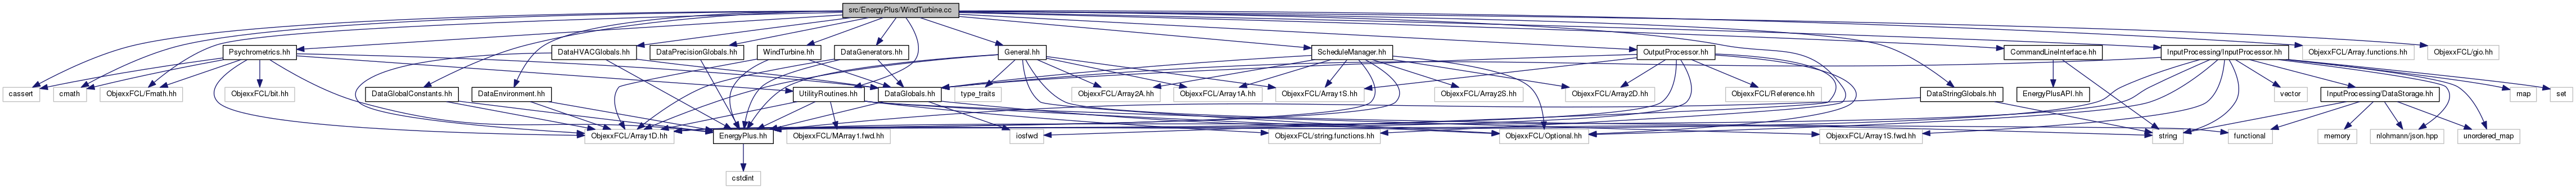 src/EnergyPlus/WindTurbine.cc
Psychrometrics.hh
DataHVACGlobals.hh
DataPrecisionGlobals.hh
WindTurbine.hh
DataGenerators.hh
General.hh
ScheduleManager.hh
OutputProcessor.hh
CommandLineInterface.hh
InputProcessing/InputProcessor.hh
ObjexxFCL/Array.functions.hh
ObjexxFCL/gio.hh
cassert
cmath
ObjexxFCL/Fmath.hh
ObjexxFCL/bit.hh
DataGlobalConstants.hh
DataEnvironment.hh
UtilityRoutines.hh
DataGlobals.hh
type_traits
ObjexxFCL/Array2A.hh
ObjexxFCL/Array1A.hh
ObjexxFCL/Array1S.hh
ObjexxFCL/Array2S.hh
ObjexxFCL/Array2D.hh
ObjexxFCL/Reference.hh
DataStringGlobals.hh
EnergyPlusAPI.hh
vector
InputProcessing/DataStorage.hh
map
set
ObjexxFCL/Array1D.hh
EnergyPlus.hh
ObjexxFCL/MArray1.fwd.hh
iosfwd
ObjexxFCL/string.functions.hh
ObjexxFCL/Optional.hh
ObjexxFCL/Array1S.fwd.hh
string
functional
memory
nlohmann/json.hpp
unordered_map
cstdint